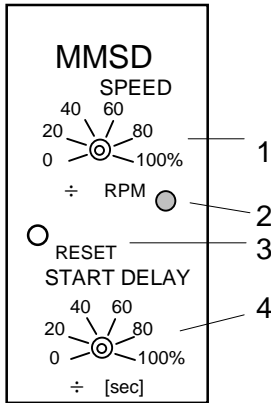 MMSD
SPEED
40 60
20 80
0 100%
1
÷ RPM
2
RESET
3
START DELAY
40 60
4
20 80
0 100%
÷ [sec]